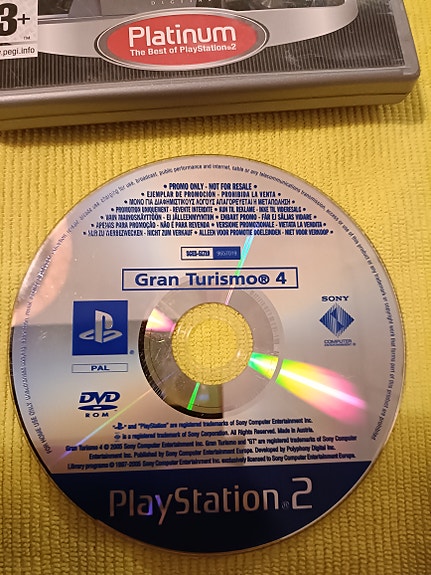 3+
www.pegi.info
Platinum
The Best of PlayStation®2
• PROMO ONLY - NOT FOR RESALE •
• EJEMPLAR DE PROMOCIÓN - PROHIBIDA LA VENTA •
• ΜΟΝΟ ΓΙΑ ΔΙΑΦΗΜΙΣΤΙΚΟΥΣ ΛΟΓΟΥΣ ΑΠΑΓΟΡΕΥΕΤΑΙ Η ΜΕΤΑΠΩΛΗΣΗ •
• PROMOTION UNIQUEMENT - REVENTE INTERDITE • KUN TIL REKLAME - IKKE TIL VIDERESALG •
• VAIN MAINOSKÄYTTÖÖN - EI JÄLLEENMYYNTIIN • ENBART PROMO - FÅR EJ SÄLJAS VIDARE •
• APENAS PARA PROMOÇÃO - NÃO É PARA REVENDA • VERSIONE PROMOZIONALE - VIETATA LA VENDITA •
• NUR ZU WERBEZWECKEN - NICHT ZUM VERKAUF • ALLEEN VOOR PROMOTIE DOELEINDEN - NIET VOOR VERKOOP •
Gran Turismo® 4
SONY
COMPUTER
ENTERTAINMENT®
PAL
DVD
ROM
and "PlayStation" are registered trademarks of Sony Computer Entertainment Inc.
is a registered trademark of Sony Corporation. All Rights Reserved. Made in Austria.
Gran Turismo 4 © 2005 Sony Computer Entertainment Inc. Gran Turismo and "GT" are registered trademarks of Sony Computer Entertainment
Inc. Published by Sony Computer Entertainment Europe. Developed by Polyphony Digital Inc.
Library programs © 1997-2005 Sony Computer Entertainment Inc. exclusively licensed to Sony Computer Entertainment Europe.
PlayStation®2